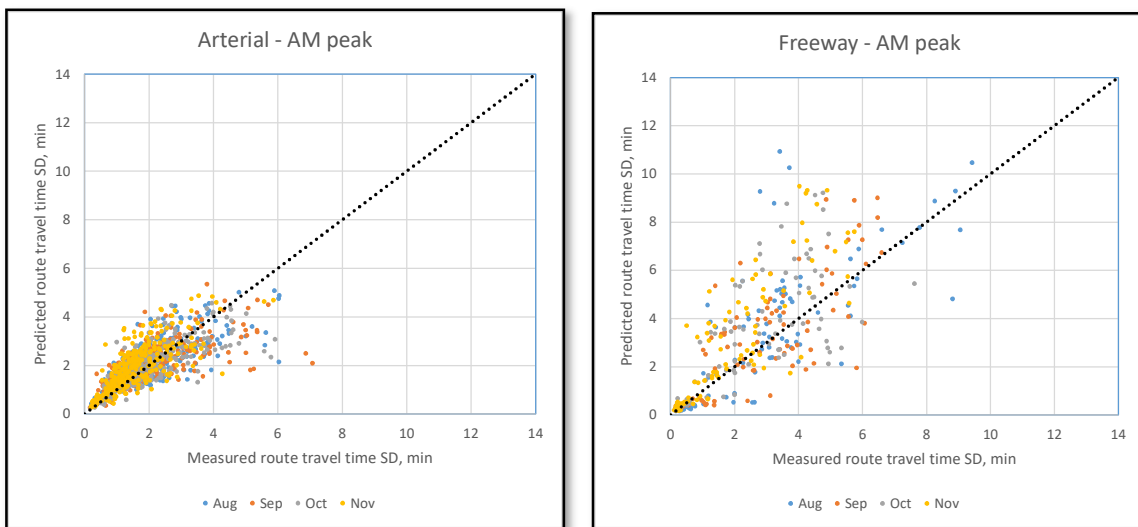 Arterial - AM peak
Predicted route travel time SD, min
14
12
10
8
6
4
2
0
0 2 4 6 8 10 12 14
Measured route travel time SD, min
Aug Sep Oct Nov
Freeway - AM peak
Predicted route travel time SD, min
14
12
10
8
6
4
2
0
0 2 4 6 8 10 12 14
Measured route travel time SD, min
Aug Sep Oct Nov